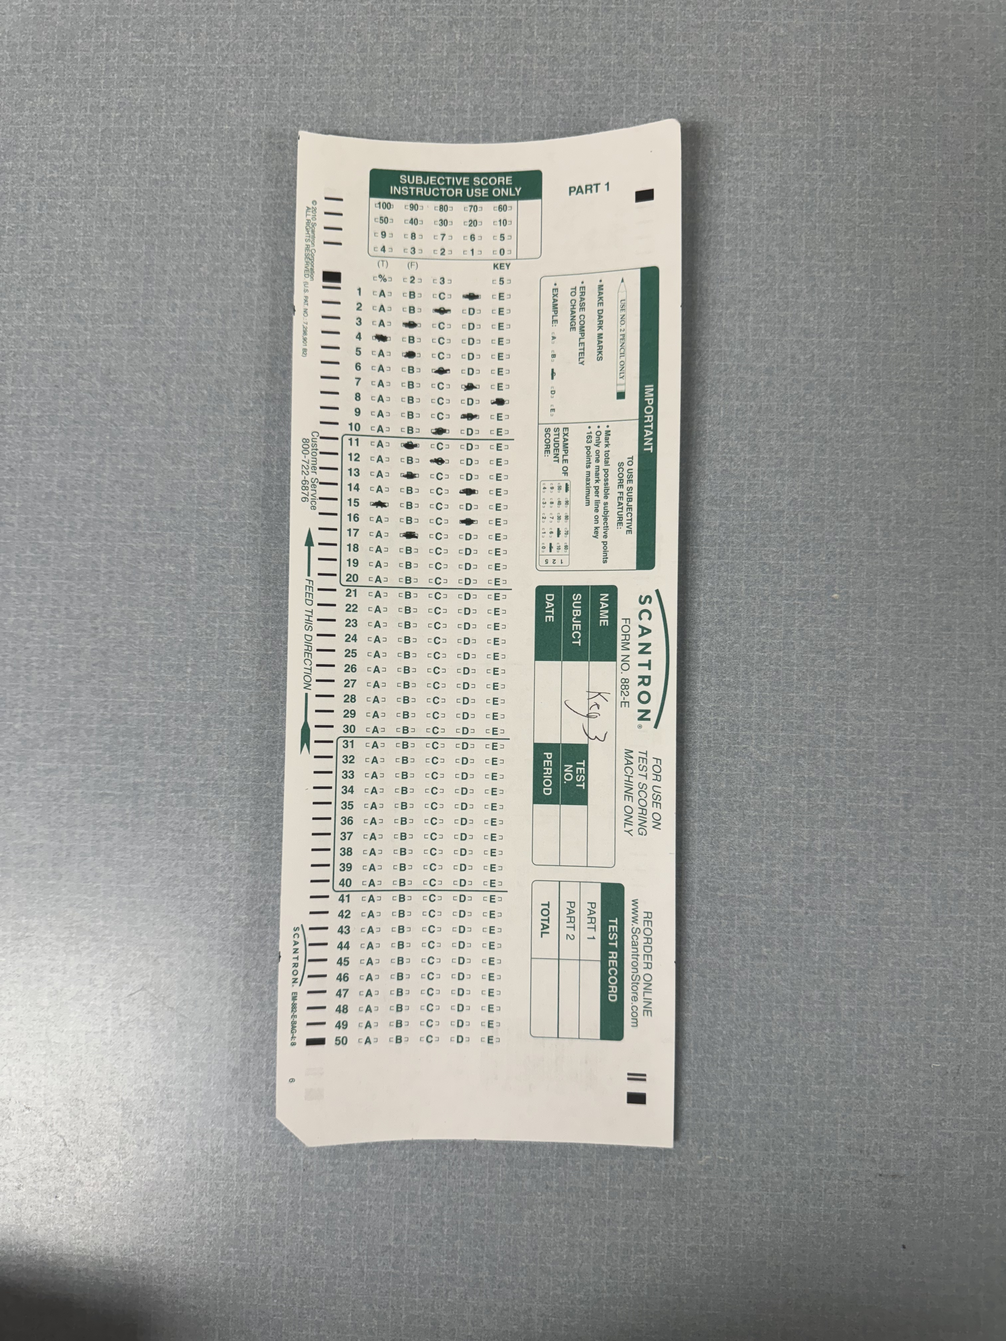 SUBJECTIVE SCORE
INSTRUCTOR USE ONLY
100 90 80 70 60
50 40 30 20 10
9 8 7 6 5
4 3 2 1 0
PART 1
(T) (F) KEY
% 2 3 5
1 A B C E
2 A B D E
3 A C D E
4 B C D E
5 A C D E
6 A B D E
7 A B C E
8 A B C D
9 A B C E
10 A B D E
11 A C D E
12 A B D E
13 A C D E
14 A B C E
15 B C D E
16 A B C E
17 A C D E
18 A B C D E
19 A B C D E
20 A B C D E
21 A B C D E
22 A B C D E
23 A B C D E
24 A B C D E
25 A B C D E
26 A B C D E
27 A B C D E
28 A B C D E
29 A B C D E
30 A B C D E
31 A B C D E
32 A B C D E
33 A B C D E
34 A B C D E
35 A B C D E
36 A B C D E
37 A B C D E
38 A B C D E
39 A B C D E
40 A B C D E
41 A B C D E
42 A B C D E
43 A B C D E
44 A B C D E
45 A B C D E
46 A B C D E
47 A B C D E
48 A B C D E
49 A B C D E
50 A B C D E
© 2010 Scantron Corporation
ALL RIGHTS RESERVED
Customer Service
800-722-6876
FEED THIS DIRECTION
SCANTRON.
6
IMPORTANT
USE NO. 2 PENCIL ONLY
• MAKE DARK MARKS
• ERASE COMPLETELY
TO CHANGE
• EXAMPLE: A B D E
TO USE SUBJECTIVE
SCORE FEATURE:
• Mark total possible subjective points
• Only one mark per line on key
• 163 points maximum
EXAMPLE OF
STUDENT
SCORE:
SCANTRON®
FORM NO. 882-E
FOR USE ON
TEST SCORING
MACHINE ONLY
NAME Key 3
SUBJECT
TEST
NO.
DATE
PERIOD
REORDER ONLINE
www.ScantronStore.com
TEST RECORD
PART 1
PART 2
TOTAL